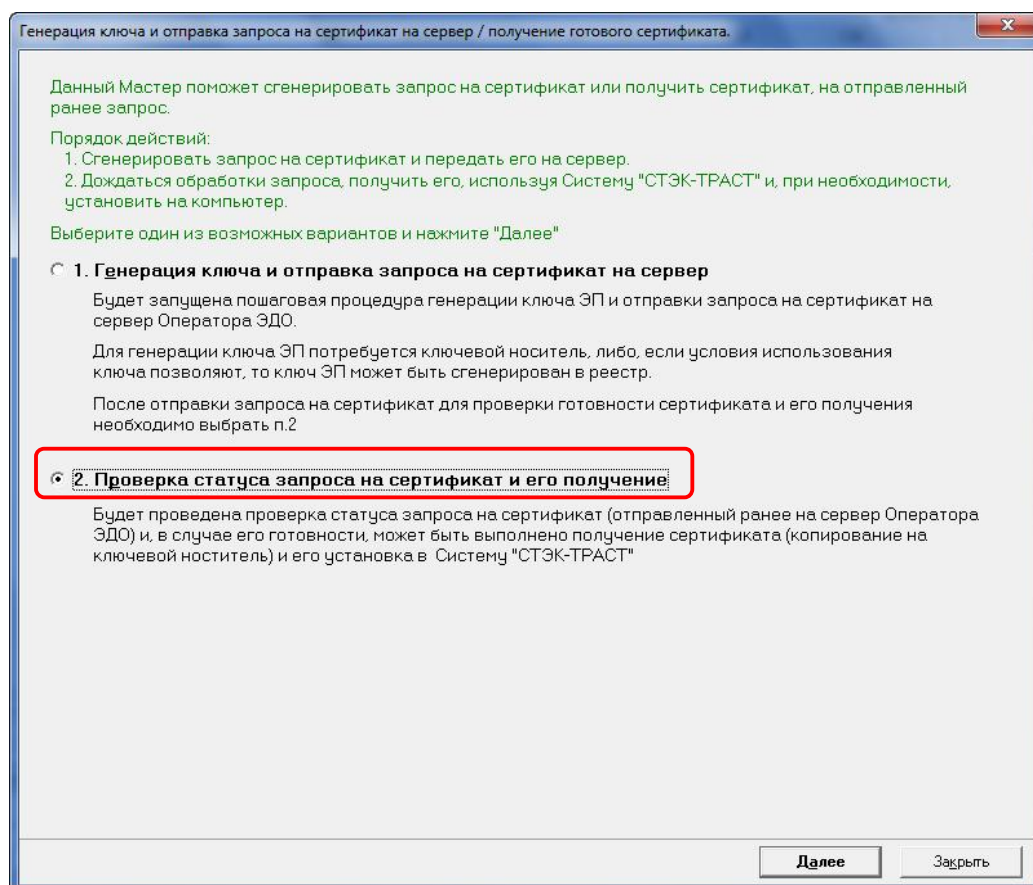 Генерация ключа и отправка запроса на сертификат на сервер / получение готового сертификата.
Данный Мастер поможет сгенерировать запрос на сертификат или получить сертификат, на отправленный
ранее запрос.
Порядок действий:
1. Сгенерировать запрос на сертификат и передать его на сервер.
2. Дождаться обработки запроса, получить его, используя Систему "СТЭК-ТРАСТ" и, при необходимости,
установить на компьютер.
Выберите один из возможных вариантов и нажмите "Далее"
1. Генерация ключа и отправка запроса на сертификат на сервер
Будет запущена пошаговая процедура генерации ключа ЭП и отправки запроса на сертификат на
сервер Оператора ЭДО.
Для генерации ключа ЭП потребуется ключевой носитель, либо, если условия использования
ключа позволяют, то ключ ЭП может быть сгенерирован в реестр.
После отправки запроса на сертификат для проверки готовности сертификата и его получения
необходимо выбрать п.2
2. Проверка статуса запроса на сертификат и его получение
Будет проведена проверка статуса запроса на сертификат (отправленный ранее на сервер Оператора
ЭДО) и, в случае его готовности, может быть выполнено получение сертификата (копирование на
ключевой ноститель) и его установка в Систему "СТЭК-ТРАСТ"
Далее
Закрыть